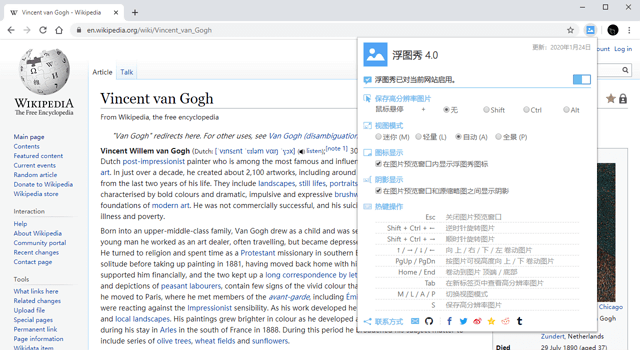 Vincent van Gogh - Wikipedia
en.wikipedia.org/wiki/Vincent_van_Gogh
WIKIPEDIA
The Free Encyclopedia
Main page
Contents
Featured content
Current events
Random article
Donate to Wikipedia
Wikipedia store
Interaction
Help
About Wikipedia
Community portal
Recent changes
Contact page
Tools
What links here
Related changes
Upload file
Special pages
Permanent link
Page information
Article Talk
Vincent van Gogh
From Wikipedia, the free encyclopedia
"Van Gogh" redirects here. For other uses, see Van Gogh (disambiguation
Vincent Willem van Gogh (Dutch:
listen);[note 1] 30
Dutch post-impressionist painter who is among the most famous and influen
art. In just over a decade, he created about 2,100 artworks, including around
from the last two years of his life. They include landscapes, still lifes, portraits
characterised by bold colours and dramatic, impulsive and expressive brushw
foundations of modern art. He was not commercially successful, and his suicid
illness and poverty.
Born into an upper-middle-class family, Van Gogh drew as a child and was se
young man he worked as an art dealer, often travelling, but became depresse
He turned to religion and spent time as a Protestant missionary in southern B
solitude before taking up painting in 1881, having moved back home with hi
supported him financially, and the two kept up a long correspondence by let
and depictions of peasant labourers, contain few signs of the vivid colour tha
he moved to Paris, where he met members of the avant-garde, including Émi
were reacting against the Impressionist sensibility. As his work developed he
and local landscapes. His paintings grew brighter in colour as he developed a
during his stay in Arles in the south of France in 1888. During this period he b
include series of olive trees, wheat fields and sunflowers.
ount Log in
浮图秀 4.0
更新：2020年1月24日
浮图秀已对当前网站启用。
保存高分辨率图片
鼠标悬停 + 无 Shift Ctrl Alt
视图模式
迷你 (M) 轻量 (L) 自动 (A) 全景 (P)
图标显示
在图片预览窗口内显示浮图秀图标
阴影显示
在图片预览窗口和源缩略图之间显示阴影
热键操作
Esc 关闭图片预览窗口
Shift + Ctrl + ← 逆时针旋转图片
Shift + Ctrl + → 顺时针旋转图片
↑ / → / ↓ / ← 向 上 / 右 / 下 / 左 卷动图片
PgUp / PgDn 按图片可视高度向 上 / 下 卷动图片
Home / End 卷动到图片 顶端 / 底部
Tab 在新标签页中查看高分辨率图片
M / L / A / P 切换视图模式
S 保存高分辨率图片
联系方式
Chicago
Zundert, Netherlands
Died 29 July 1890 (aged 37)